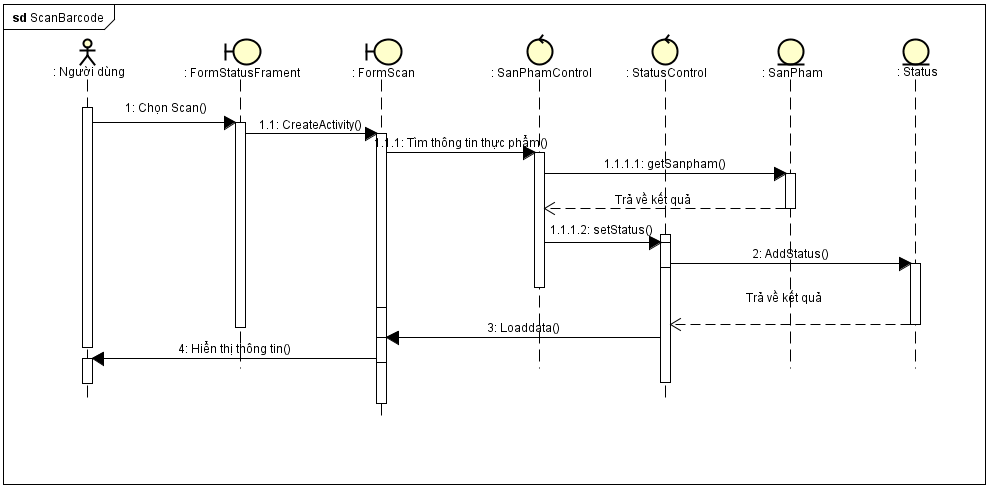 sd ScanBarcode
: Người dùng
: FormStatusFrament
: FormScan
: SanPhamControl
: StatusControl
: SanPham
: Status
1: Chọn Scan()
1.1: CreateActivity()
1.1.1: Tìm thông tin thực phẩm()
1.1.1.1: getSanpham()
Trả về kết quả
1.1.1.2: setStatus()
2: AddStatus()
Trả về kết quả
3: Loaddata()
4: Hiển thị thông tin()